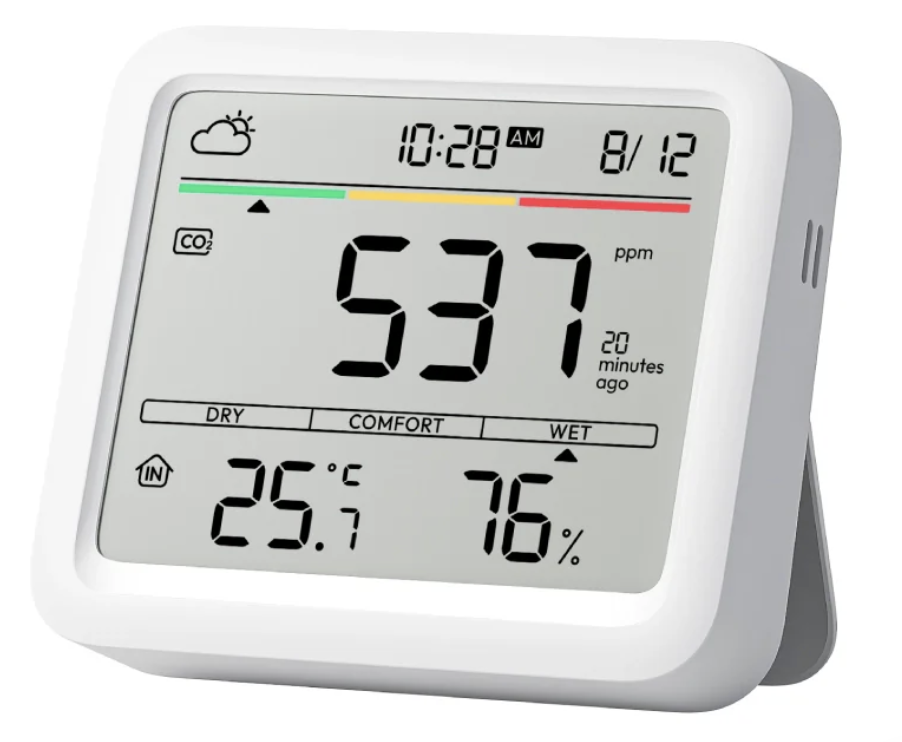 10:28 AM 8/12
CO2 537 ppm
20
minutes
ago
DRY COMFORT WET
IN 25.7 °C 76%